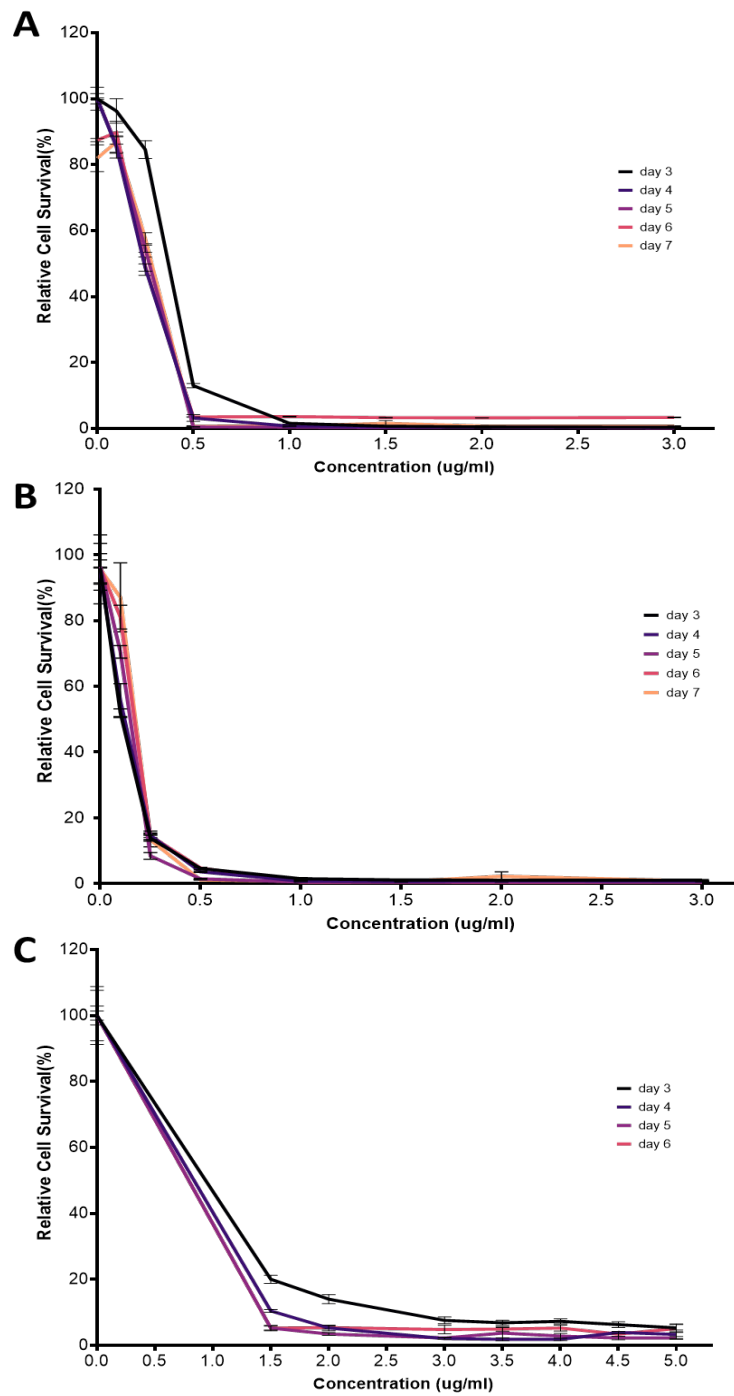 A
Relative Cell Survival(%)
120
100
80
60
40
20
0
day 3
day 4
day 5
day 6
day 7
0.0 0.5 1.0 1.5 2.0 2.5 3.0
Concentration (ug/ml)
B
Relative Cell Survival(%)
120
100
80
60
40
20
0
day 3
day 4
day 5
day 6
day 7
0.0 0.5 1.0 1.5 2.0 2.5 3.0
Concentration (ug/ml)
C
Relative Cell Survival(%)
120
100
80
60
40
20
0
day 3
day 4
day 5
day 6
0.0 0.5 1.0 1.5 2.0 2.5 3.0 3.5 4.0 4.5 5.0
Concentration (ug/ml)